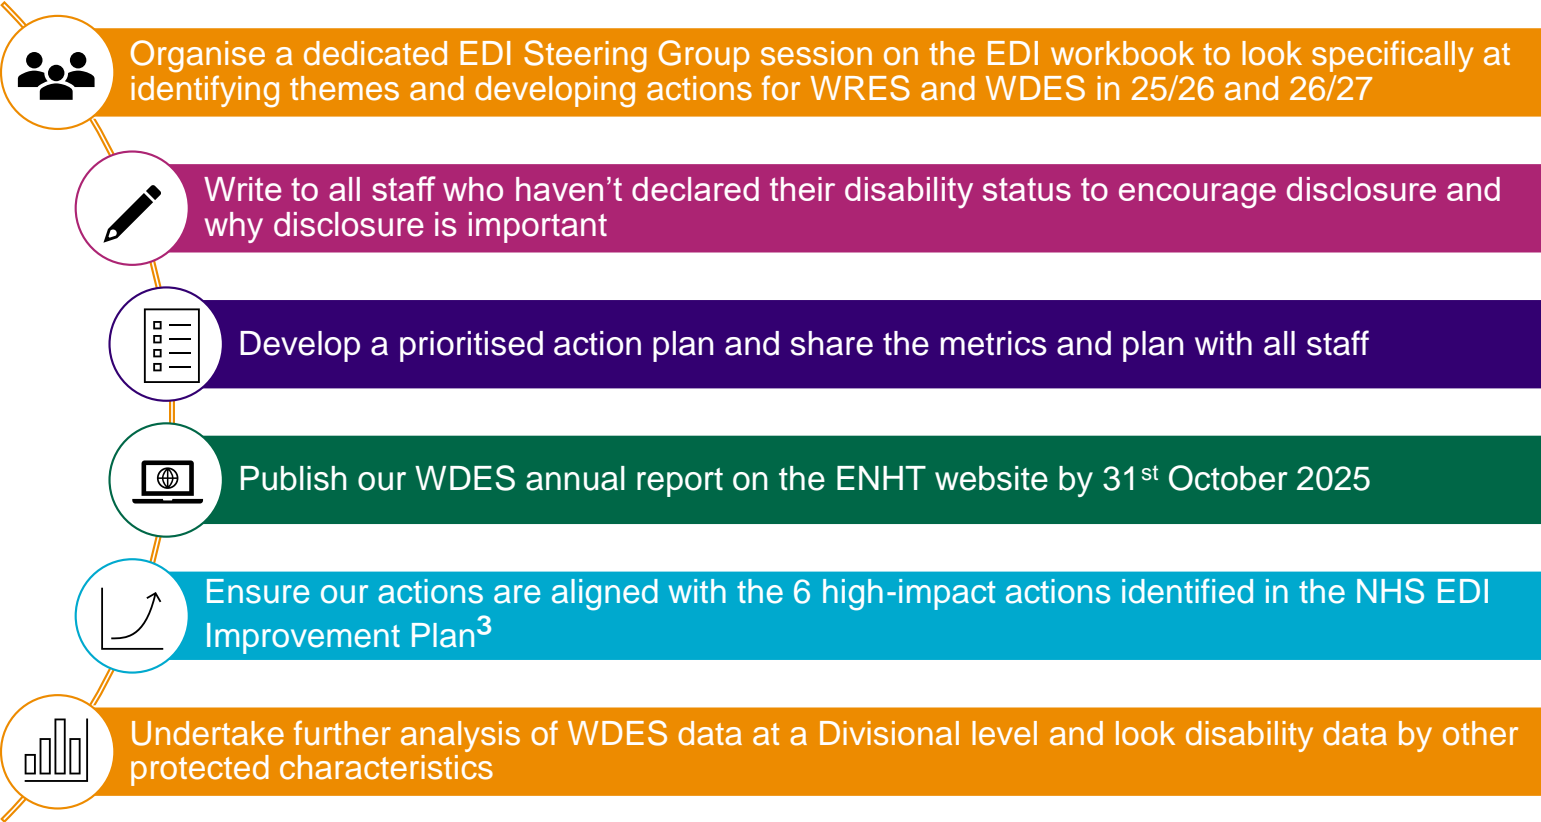 Organise a dedicated EDI Steering Group session on the EDI workbook to look specifically at
identifying themes and developing actions for WRES and WDES in 25/26 and 26/27
Write to all staff who haven’t declared their disability status to encourage disclosure and
why disclosure is important
Develop a prioritised action plan and share the metrics and plan with all staff
Publish our WDES annual report on the ENHT website by 31st October 2025
Ensure our actions are aligned with the 6 high-impact actions identified in the NHS EDI
Improvement Plan3
Undertake further analysis of WDES data at a Divisional level and look disability data by other
protected characteristics